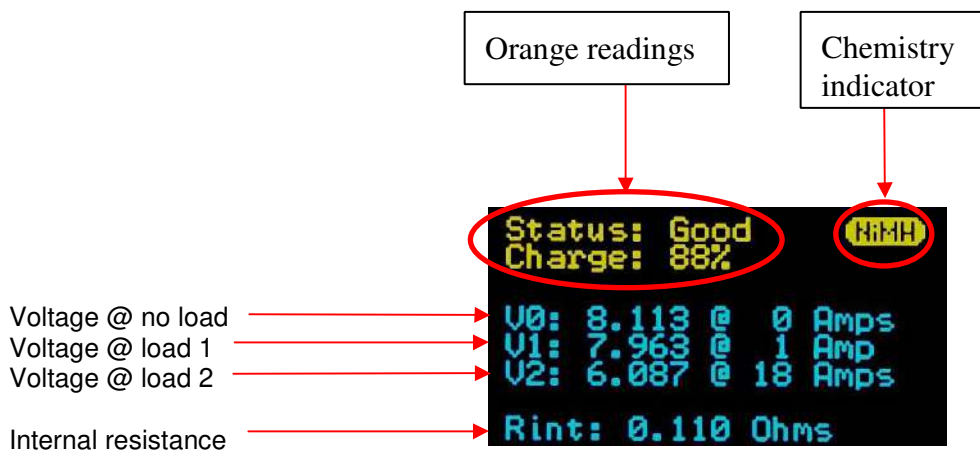 Orange readings
Chemistry
indicator
Status: Good
NiMH
Charge: 88%
Voltage @ no load
V0: 8.113 @ 0 Amps
Voltage @ load 1
V1: 7.963 @ 1 Amp
Voltage @ load 2
V2: 6.087 @ 18 Amps
Internal resistance
Rint: 0.110 Ohms